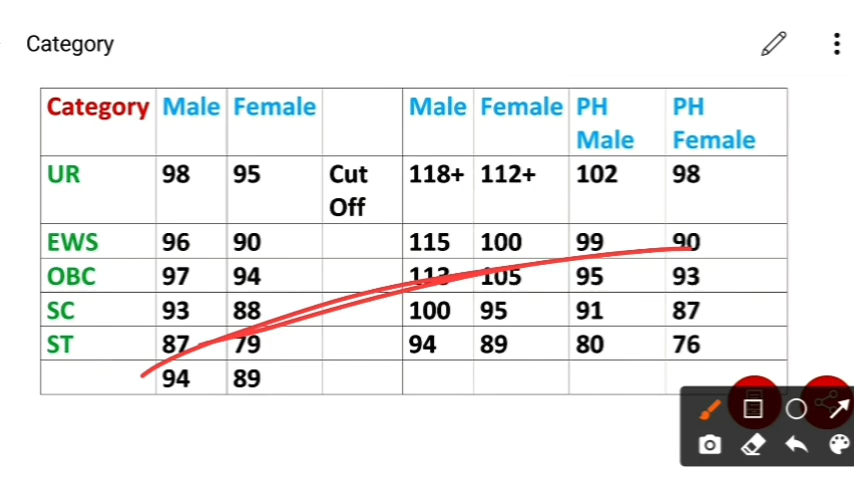 Category
Category Male Female Male Female PH Male PH Female
UR 98 95 Cut Off 118+ 112+ 102 98
EWS 96 90 115 100 99 90
OBC 97 94 113 105 95 93
SC 93 88 100 95 91 87
ST 87 79 94 89 80 76
94 89